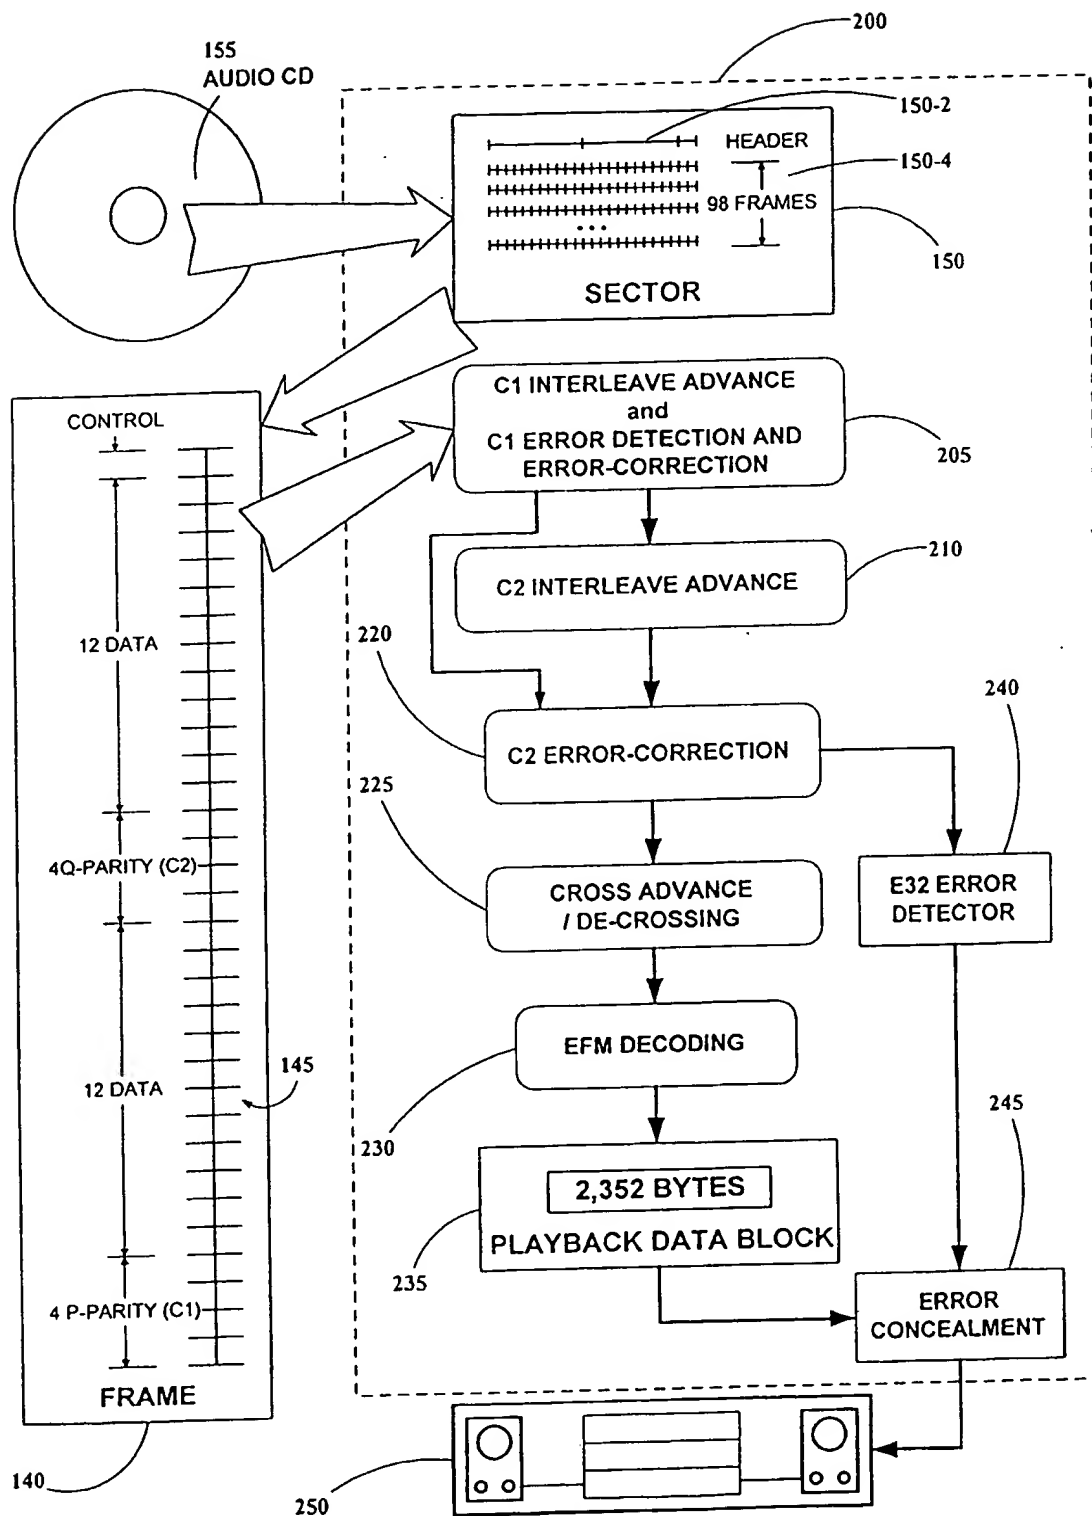 200
155
AUDIO CD
150-2
HEADER
150-4
98 FRAMES
...
150
SECTOR
CONTROL
C1 INTERLEAVE ADVANCE
and
C1 ERROR DETECTION AND
ERROR-CORRECTION
205
210
C2 INTERLEAVE ADVANCE
12 DATA
220
240
C2 ERROR-CORRECTION
225
4Q-PARITY (C2)
CROSS ADVANCE
/ DE-CROSSING
E32 ERROR
DETECTOR
EFM DECODING
12 DATA
145
230
245
2,352 BYTES
PLAYBACK DATA BLOCK
235
4 P-PARITY (C1)
ERROR
CONCEALMENT
FRAME
140
250